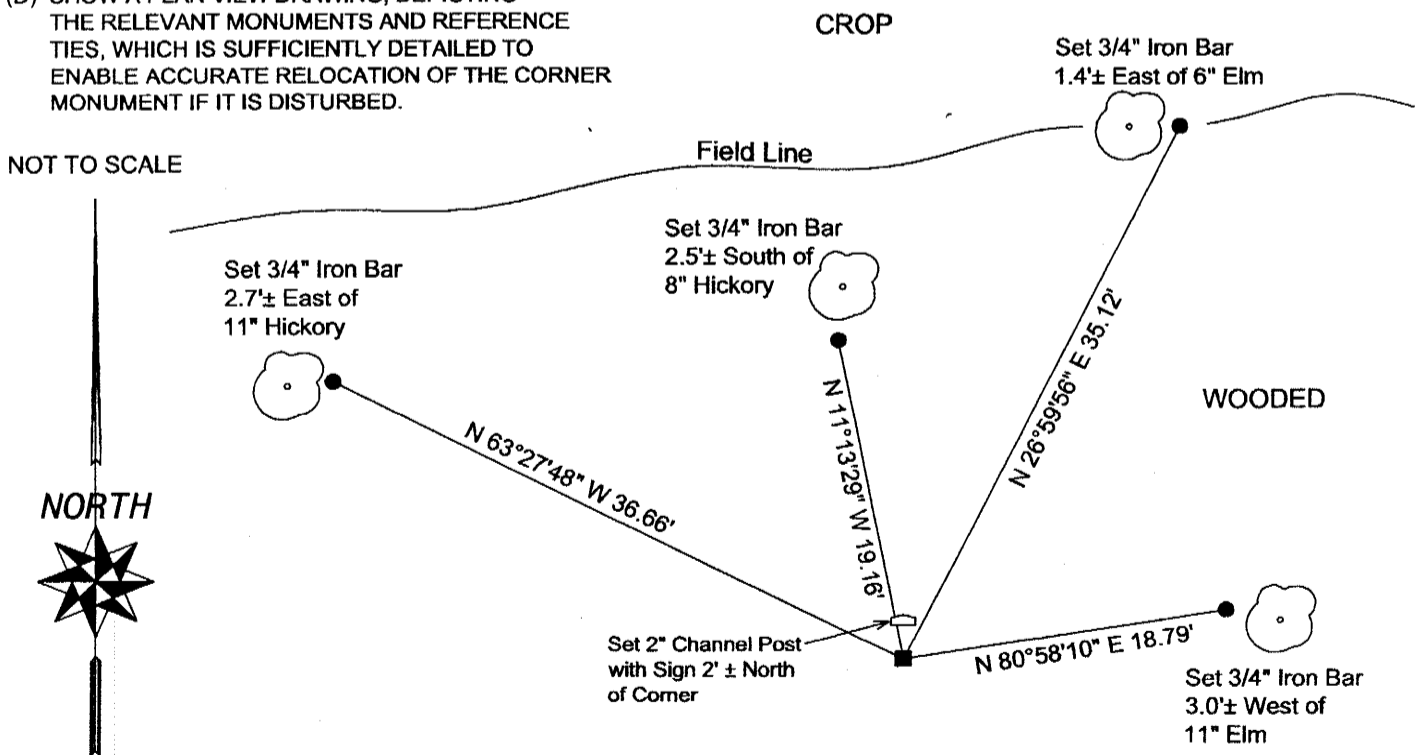 THE RELEVANT MONUMENTS AND REFERENCE
TIES, WHICH IS SUFFICIENTLY DETAILED TO
ENABLE ACCURATE RELOCATION OF THE CORNER
MONUMENT IF IT IS DISTURBED.
CROP
Set 3/4" Iron Bar
1.4'± East of 6" Elm
NOT TO SCALE
Field Line
Set 3/4" Iron Bar
2.5'± South of
8" Hickory
Set 3/4" Iron Bar
2.7'± East of
11" Hickory
N 26°59'56" E 35.12'
WOODED
N 11°13'29" W 19.16'
N 63°27'48" W 36.66'
NORTH
Set 2" Channel Post
with Sign 2' ± North
of Corner
N 80°58'10" E 18.79'
Set 3/4" Iron Bar
3.0'± West of
11" Elm